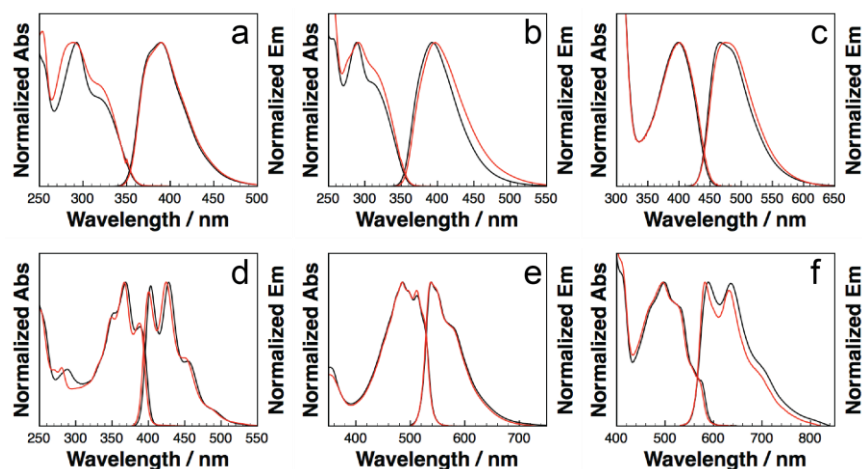 a
Normalized Abs
Normalized Em
250 300 350 400 450 500
Wavelength / nm
b
Normalized Abs
Normalized Em
250 300 350 400 450 500 550
Wavelength / nm
c
Normalized Abs
Normalized Em
300 350 400 450 500 550 600 650
Wavelength / nm
d
Normalized Abs
Normalized Em
250 300 350 400 450 500 550
Wavelength / nm
e
Normalized Abs
Normalized Em
400 500 600 700
Wavelength / nm
f
Normalized Abs
Normalized Em
400 500 600 700 800
Wavelength / nm